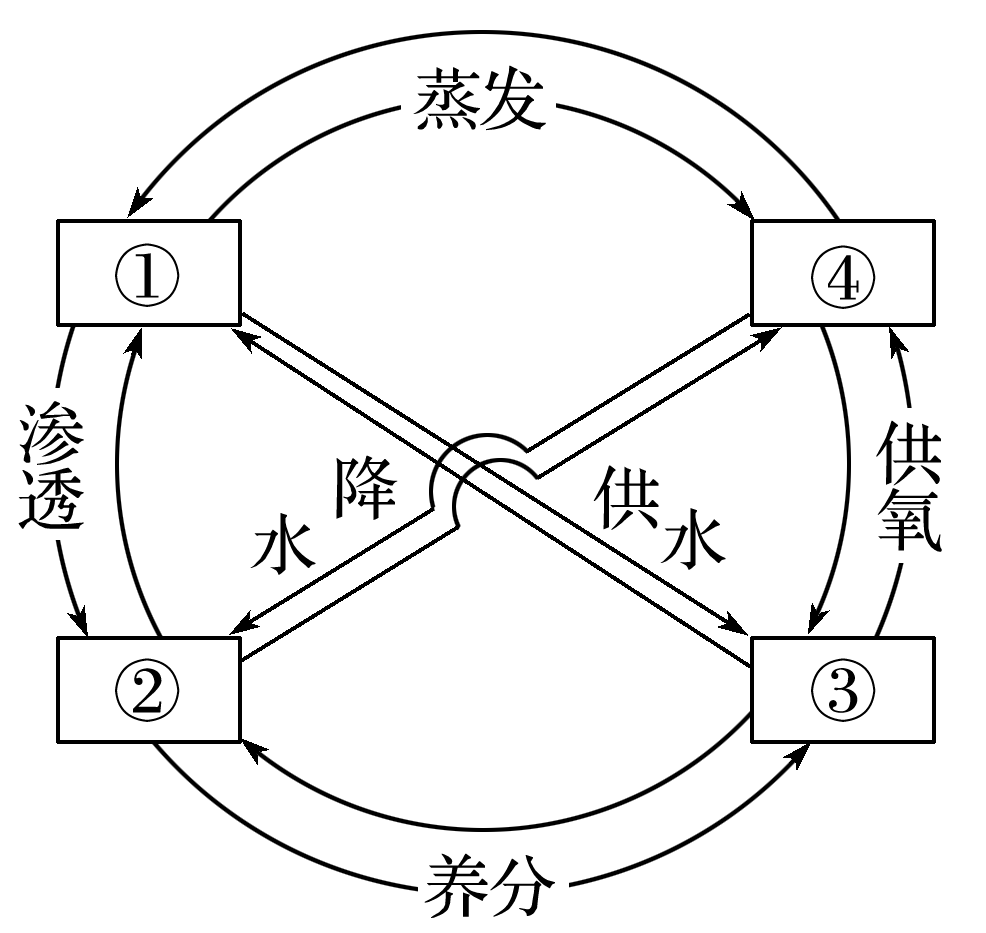 蒸发
①
④
渗透
降水
供水
供氧
②
③
养分